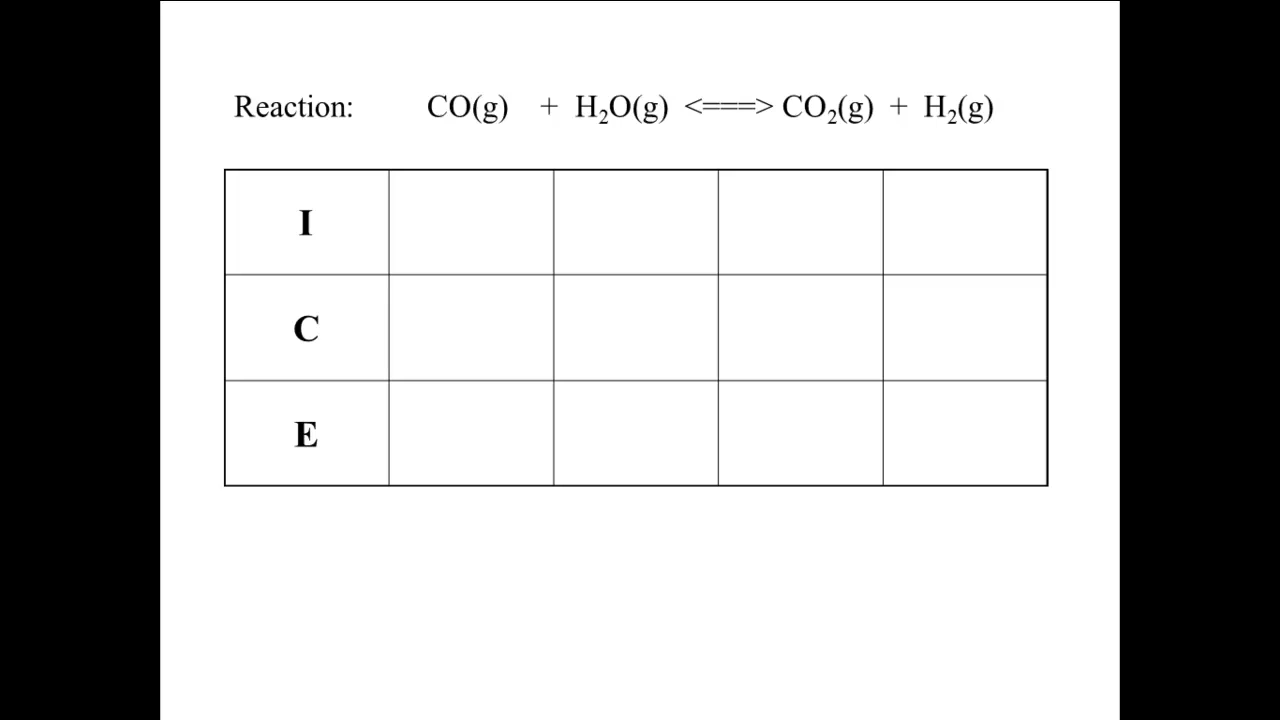 Reaction: CO(g) + H₂O(g) <===> CO₂(g) + H₂(g)
I
C
E